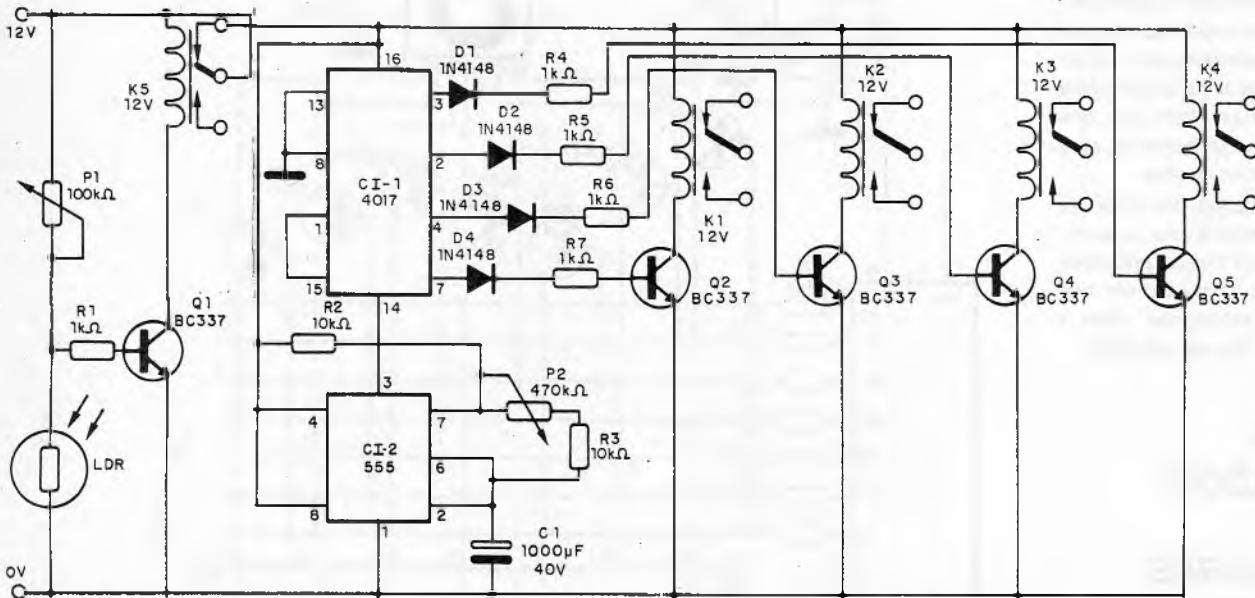 12V
K5
12V
P1
100kΩ
R1
1kΩ
Q1
BC337
LDR
0V
16
13
8
1
15
3
2
4
7
14
CI-1
4017
D1
1N4148
D2
1N4148
D3
1N4148
D4
1N4148
R4
1kΩ
R5
1kΩ
R6
1kΩ
R7
1kΩ
R2
10kΩ
3
4
8
7
6
2
1
CI-2
555
P2
470kΩ
R3
10kΩ
C1
1000µF
40V
K1
12V
K2
12V
K3
12V
K4
12V
Q2
BC337
Q3
BC337
Q4
BC337
Q5
BC337